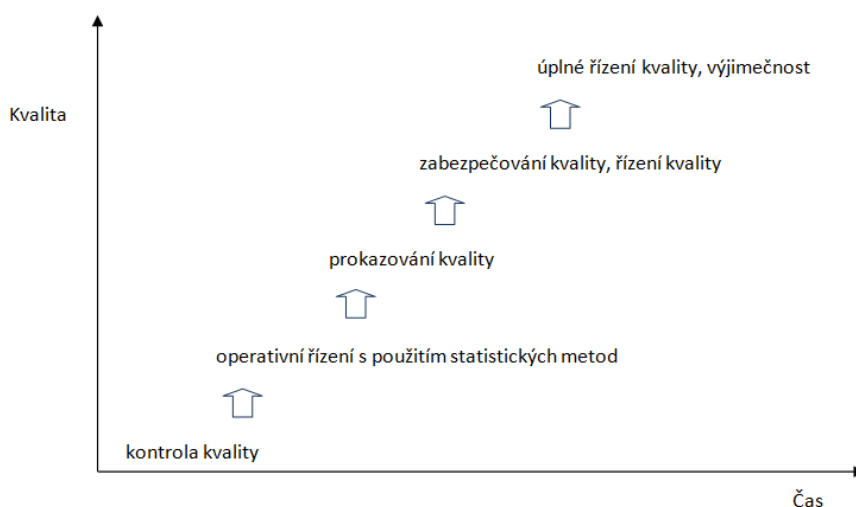 úplné řízení kvality, výjimečnost
Kvalita
zabezpečování kvality, řízení kvality
prokazování kvality
operativní řízení s použitím statistických metod
kontrola kvality
Čas